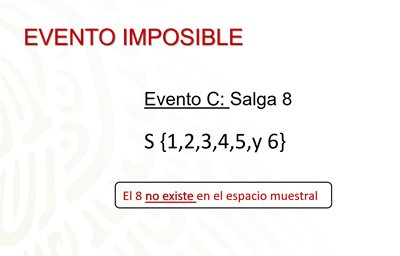 EVENTO IMPOSIBLE
Evento C: Salga 8
S {1,2,3,4,5,y 6}
El 8 no existe en el espacio muestral